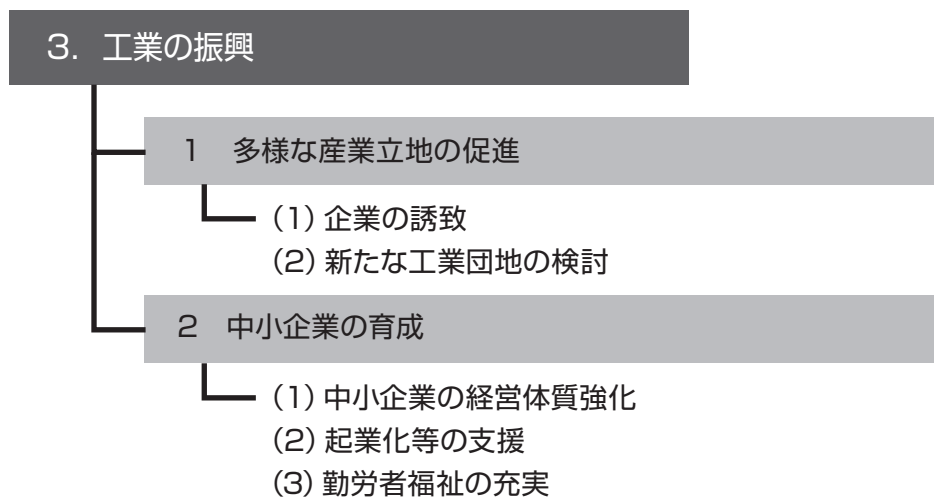 3. 工業の振興
1 多様な産業立地の促進
(1) 企業の誘致
(2) 新たな工業団地の検討
2 中小企業の育成
(1) 中小企業の経営体質強化
(2) 起業化等の支援
(3) 勤労者福祉の充実